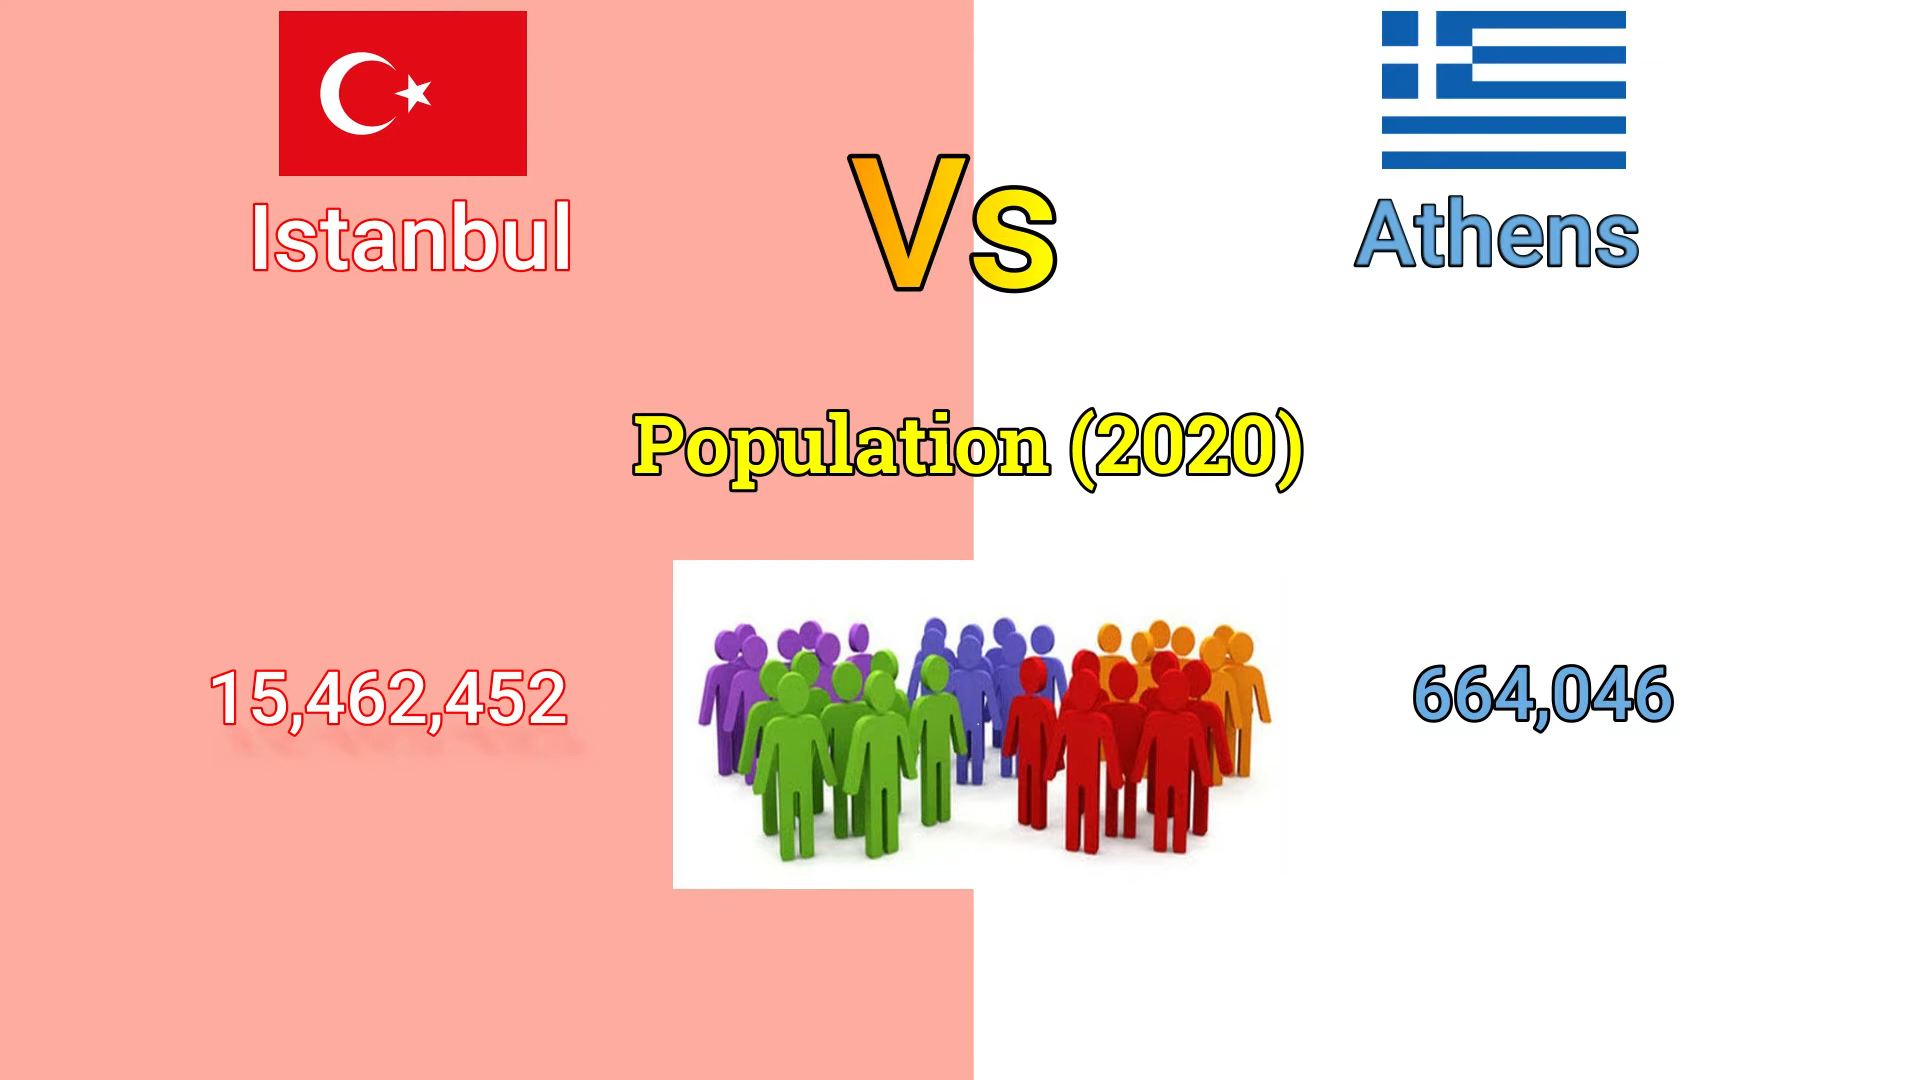 Istanbul
Vs
Athens
Population (2020)
15,462,452
664,046